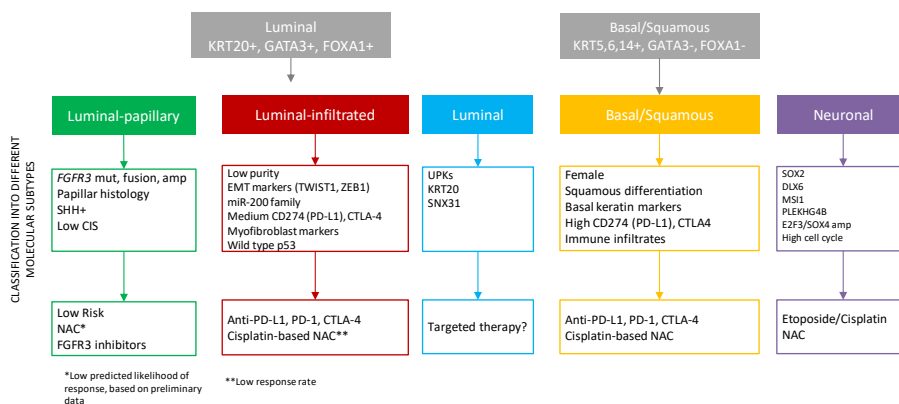 Luminal
KRT20+, GATA3+, FOXA1+
Basal/Squamous
KRT5,6,14+, GATA3-, FOXA1-
CLASSIFICATION INTO DIFFERENT
MOLECULAR SUBTYPES
Luminal-papillary
Luminal-infiltrated
Luminal
Basal/Squamous
Neuronal
FGFR3 mut, fusion, amp
Papillar histology
SHH+
Low CIS
Low purity
EMT markers (TWIST1, ZEB1)
miR-200 family
Medium CD274 (PD-L1), CTLA-4
Myofibroblast markers
Wild type p53
UPKs
KRT20
SNX31
Female
Squamous differentiation
Basal keratin markers
High CD274 (PD-L1), CTLA4
Immune infiltrates
SOX2
DLX6
MSI1
PLEKHG4B
E2F3/SOX4 amp
High cell cycle
Low Risk
NAC*
FGFR3 inhibitors
Anti-PD-L1, PD-1, CTLA-4
Cisplatin-based NAC**
Targeted therapy?
Anti-PD-L1, PD-1, CTLA-4
Cisplatin-based NAC
Etoposide/Cisplatin
NAC
*Low predicted likelihood of
response, based on preliminary
data
**Low response rate